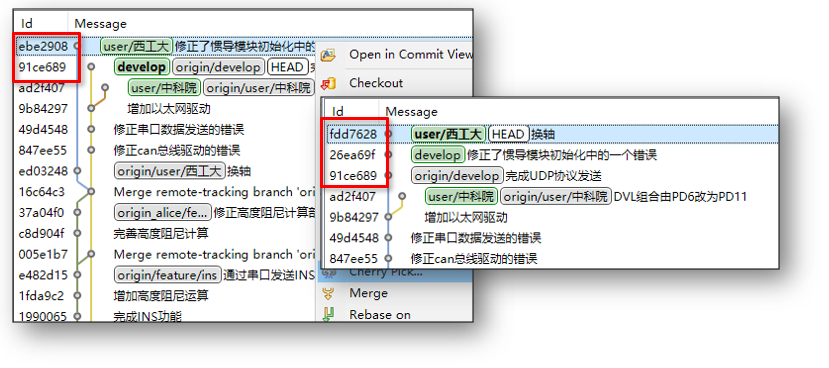 Id Message
ebe2908 user/西工大 修正了惯导模块初始化中的
91ce689 develop origin/develop HEAD
ad2f407 user/中科院 origin/user/中科院
9b84297 增加以太网驱动
49d4548 修正串口数据发送的错误
847ee55 修正can总线驱动的错误
ed03248 origin/user/西工大 换轴
16c64c3 Merge remote-tracking branch 'or
37a04f0 origin_alice/fe... 修正高度阻尼计算部
c8d904f 完善高度阻尼计算
005e1b7 Merge remote-tracking branch 'or
e482d15 origin/feature/ins 通过串口发送INS
1fda9c2 增加高度阻尼运算
1990065 完成INS功能
Open in Commit View
Checkout
Cherry Pick...
Merge
Rebase on
Id Message
fdd7628 user/西工大 HEAD 换轴
26ea69f develop 修正了惯导模块初始化中的一个错误
91ce689 origin/develop 完成UDP协议发送
ad2f407 user/中科院 origin/user/中科院 DVL组合由PD6改为PD11
9b84297 增加以太网驱动
49d4548 修正串口数据发送的错误
847ee55 修正can总线驱动的错误